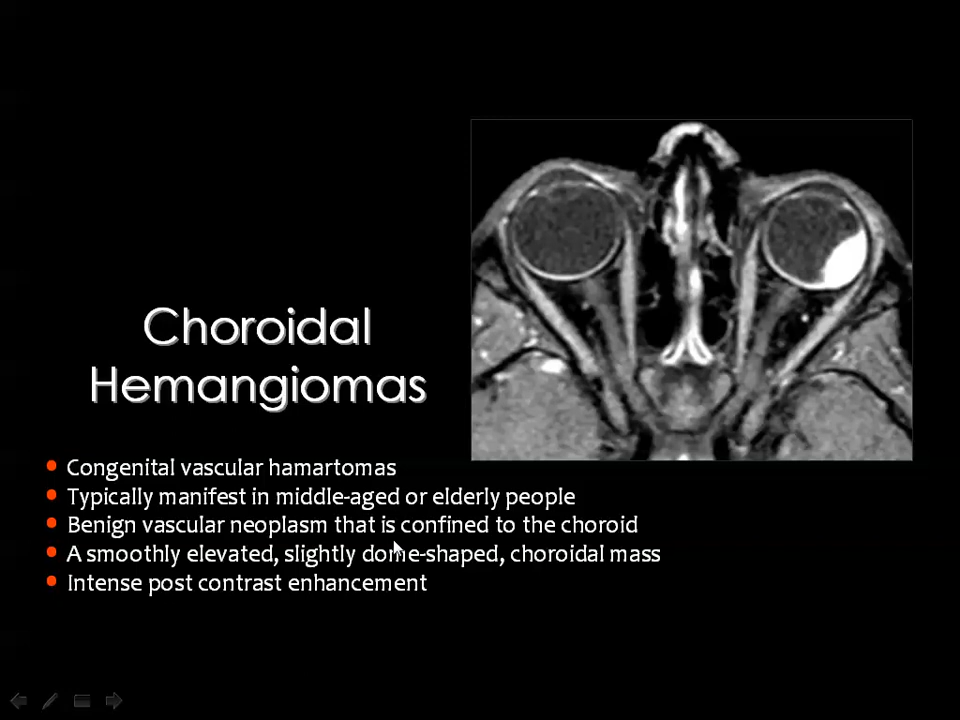 Choroidal
Hemangiomas
Congenital vascular hamartomas
Typically manifest in middle-aged or elderly people
Benign vascular neoplasm that is confined to the choroid
A smoothly elevated, slightly dome-shaped, choroidal mass
Intense post contrast enhancement